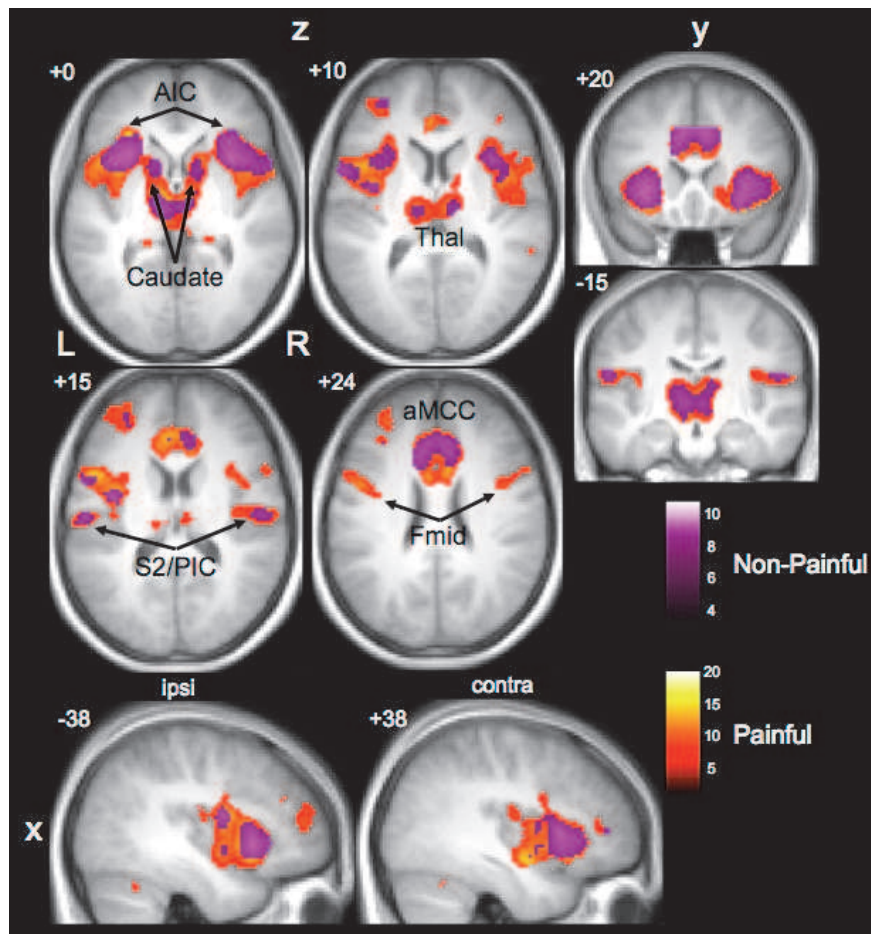 z
y
+0
+10
+20
AIC
Thal
Caudate
-15
L
R
+15
+24
aMCC
Fmid
S2/PIC
10
8
6
4
Non-Painful
20
15
10
5
Painful
ipsi
contra
-38
+38
x